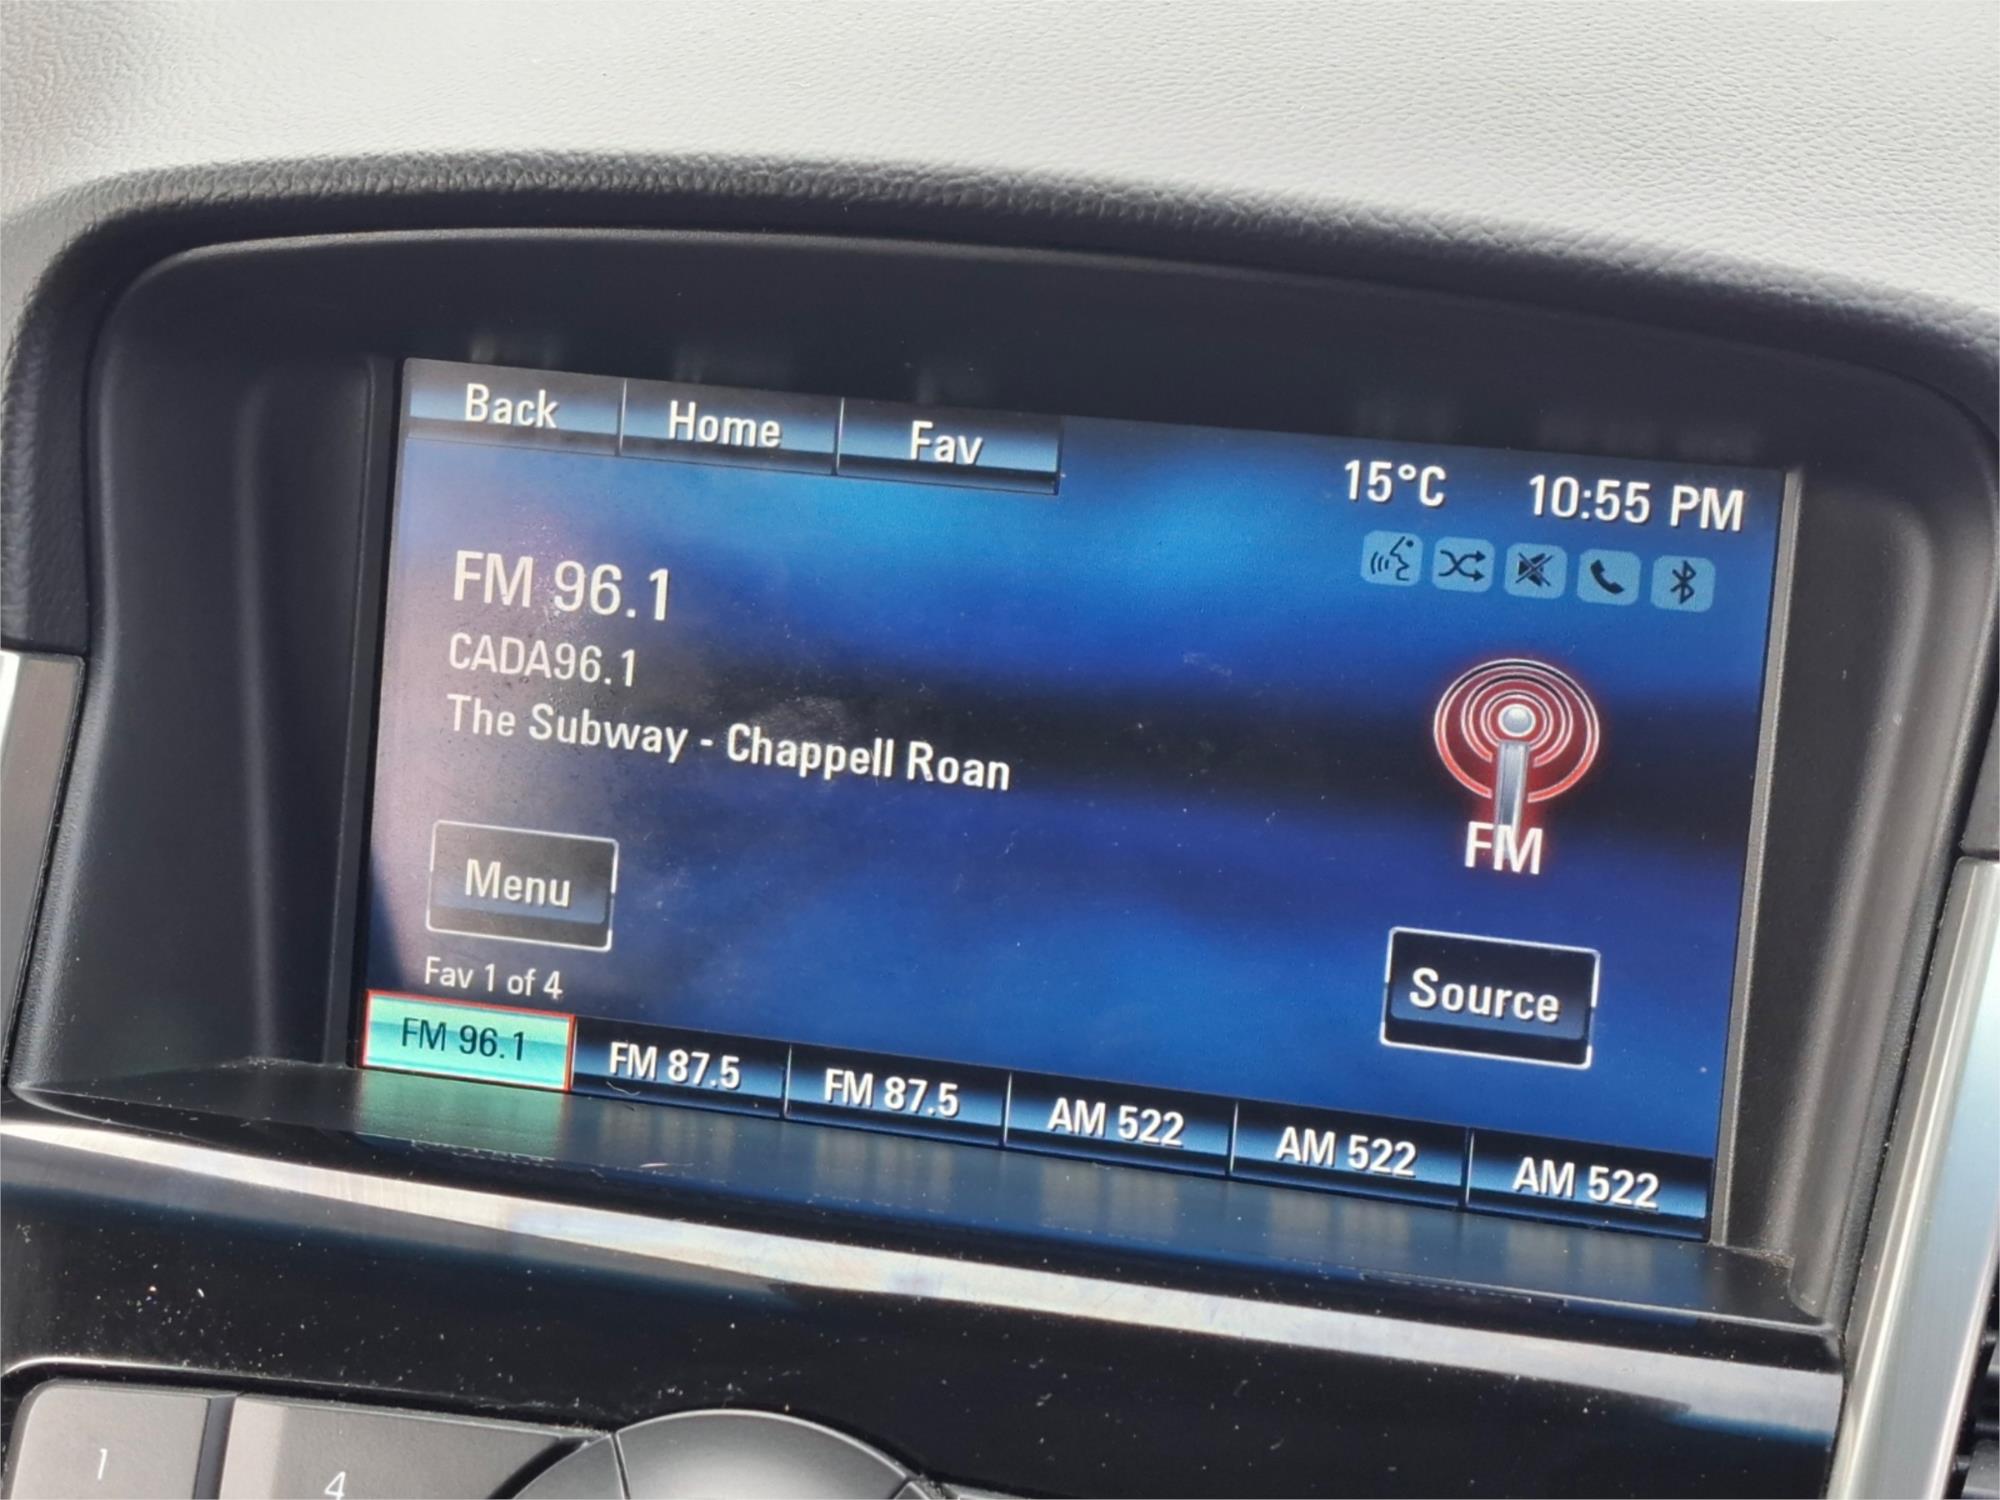 Back Home Fav
15°C 10:55 PM
FM 96.1
CADA96.1
The Subway - Chappell Roan
FM
Menu
Source
Fav 1 of 4
FM 96.1 FM 87.5 FM 87.5 AM 522 AM 522 AM 522
1 4